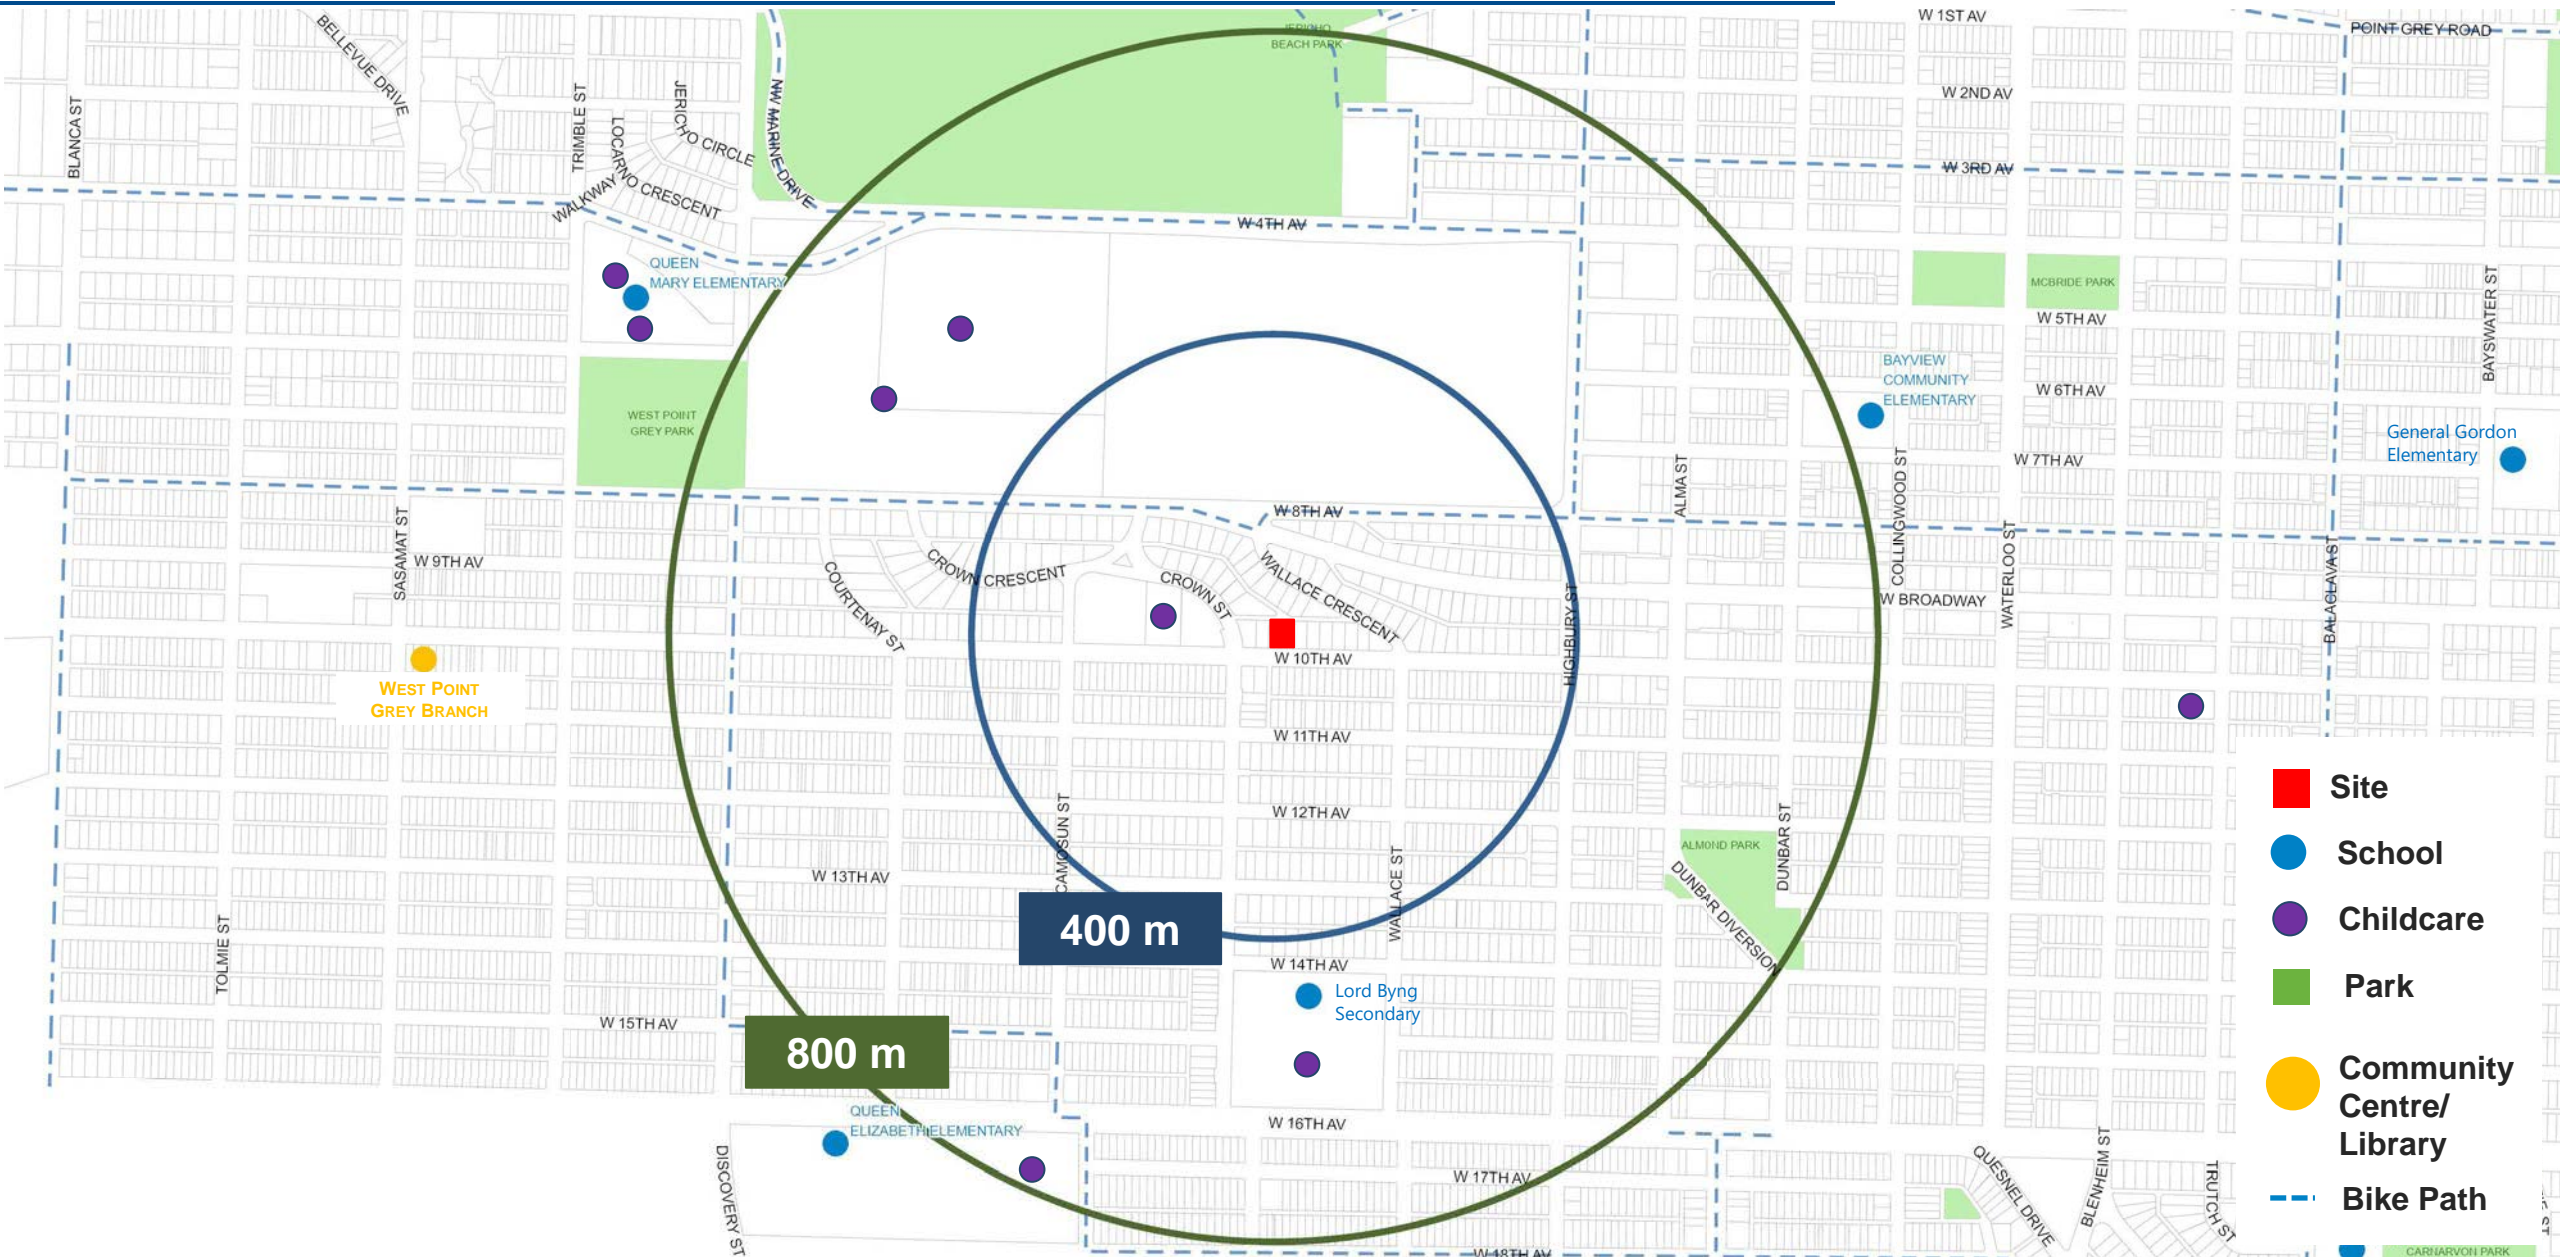 W 1ST AV
POINT GREY ROAD
BELLEVUE DRIVE
JERICHO
BEACH PARK
BLANCA ST
TRIMBLE ST
JERICHO CIRCLE
NW MARINE DRIVE
W 2ND AV
LOCARNO CRESCENT
WALKWAY
W 3RD AV
W 4TH AV
QUEEN
MARY ELEMENTARY
MCBRIDE PARK
W 5TH AV
BAYSWATER ST
BAYVIEW
COMMUNITY
ELEMENTARY
W 6TH AV
WEST POINT
GREY PARK
General Gordon
Elementary
W 7TH AV
ALMA ST
COLLINGWOOD ST
W 8TH AV
SASAMAT ST
W 9TH AV
COURTENAY ST
CROWN CRESCENT
CROWN ST
WALLACE CRESCENT
HIGHBURY ST
W BROADWAY
WATERLOO ST
BALACLAVA ST
W 10TH AV
WEST POINT
GREY BRANCH
W 11TH AV
W 12TH AV
CAMOSUN ST
WALLACE ST
ALMOND PARK
DUNBAR ST
DUNBAR DIVERSION
W 13TH AV
TOLMIE ST
400 m
W 14TH AV
Lord Byng
Secondary
W 15TH AV
800 m
QUEEN
ELIZABETH ELEMENTARY
W 16TH AV
DISCOVERY ST
W 17TH AV
W 18TH AV
QUESNEL DRIVE
BLENHEIM ST
TRUTCH ST
Site
School
Childcare
Park
Community
Centre/
Library
Bike Path
CARNARVON PARK